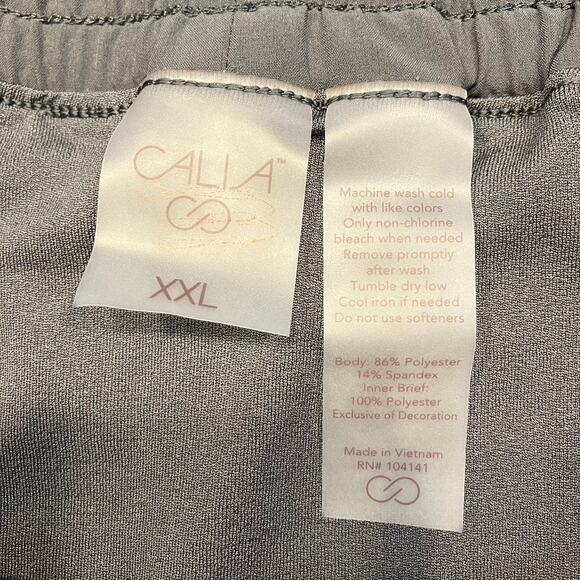 CALIA™
XXL
Machine wash cold
with like colors
Only non-chlorine
bleach when needed
Remove promptly
after wash
Tumble dry low
Cool iron if needed
Do not use softeners
Body: 86% Polyester
14% Spandex
Inner Brief:
100% Polyester
Exclusive of Decoration
Made in Vietnam
RN# 104141